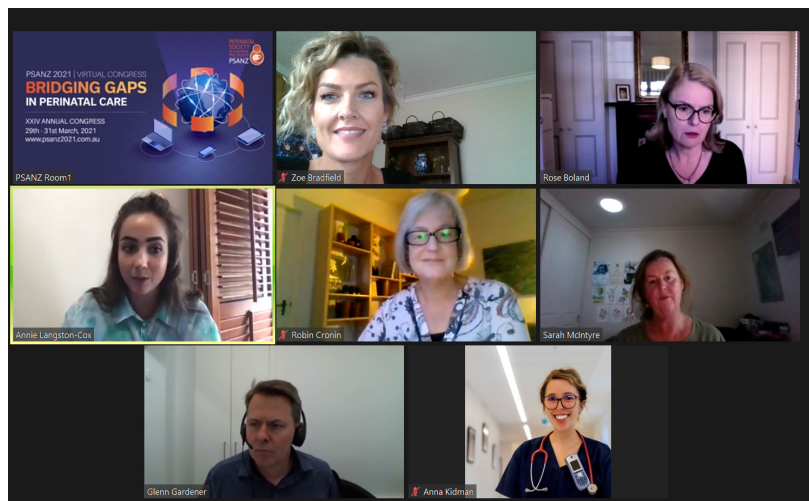 PERINATAL
SOCIETY
PSANZ
PSANZ 2021 | VIRTUAL CONGRESS
BRIDGING GAPS
IN PERINATAL CARE
XXIV ANNUAL CONGRESS
29th - 31st March, 2021
www.psanz2021.com.au
PSANZ Room1
Zoe Bradfield
Rose Boland
Annie Langston-Cox
Robin Cronin
Sarah McIntyre
Glenn Gardener
Anna Kidman